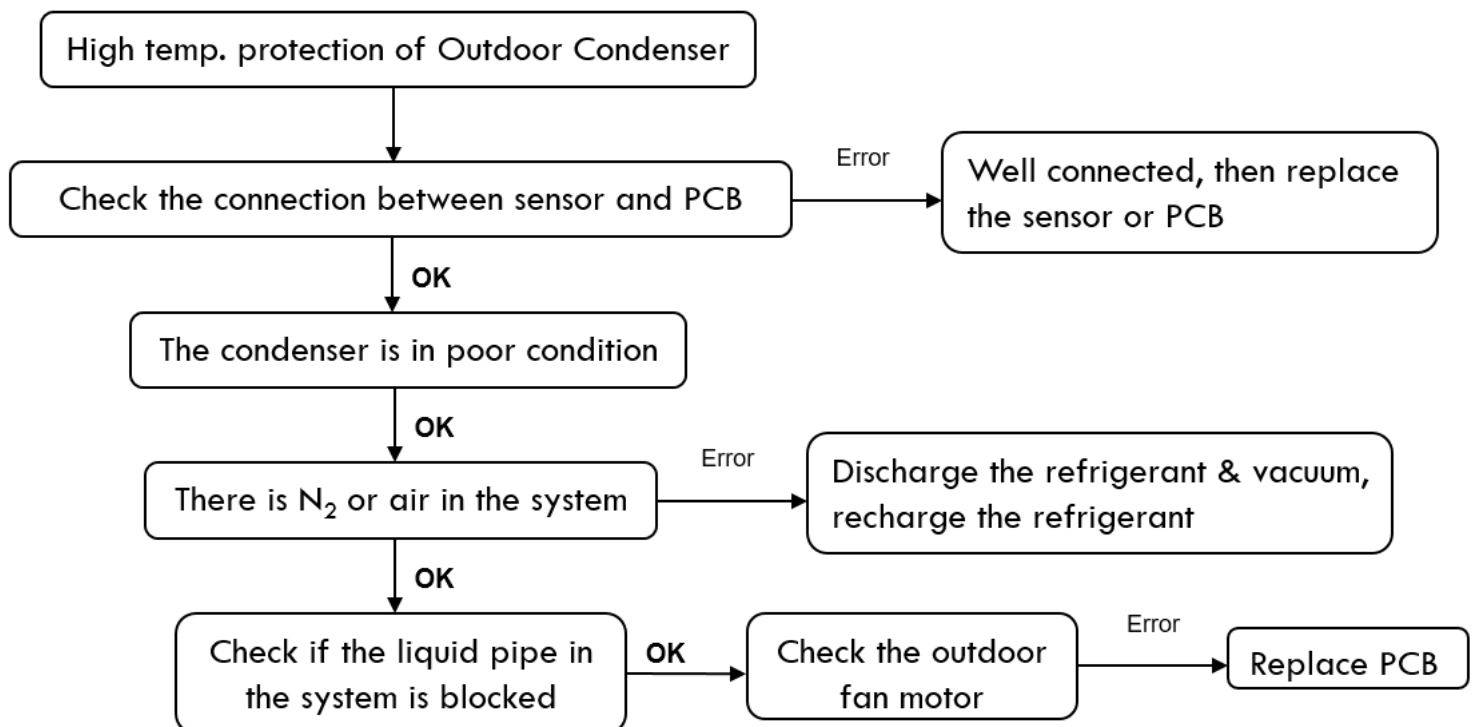 High temp. protection of Outdoor Condenser
Check the connection between sensor and PCB
Error
Well connected, then replace
the sensor or PCB
OK
The condenser is in poor condition
OK
There is N₂ or air in the system
Error
Discharge the refrigerant & vacuum,
recharge the refrigerant
OK
Check if the liquid pipe in
the system is blocked
OK
Check the outdoor
fan motor
Error
Replace PCB